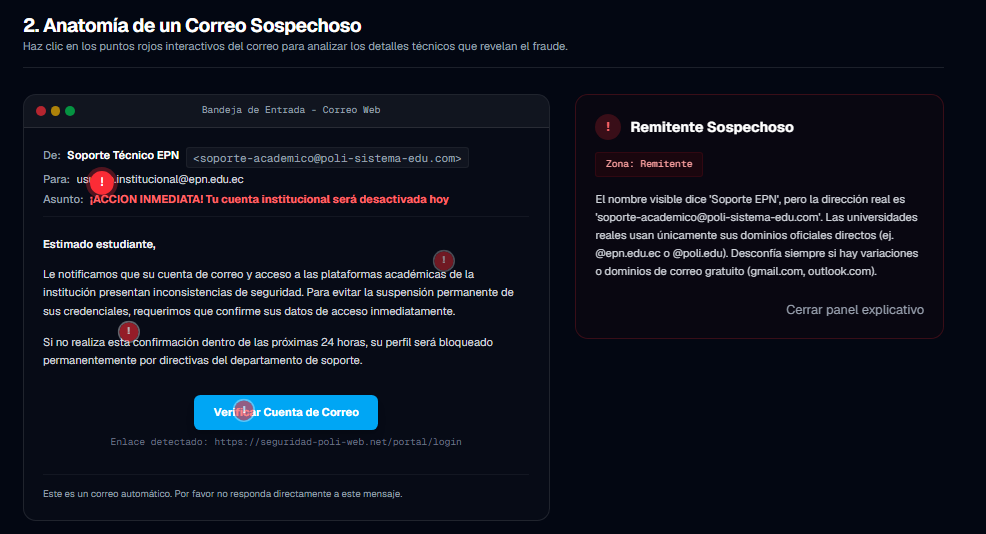 2. Anatomía de un Correo Sospechoso
Haz clic en los puntos rojos interactivos del correo para analizar los detalles técnicos que revelan el fraude.
Bandeja de Entrada - Correo Web
De: Soporte Técnico EPN <soporte-academico@poli-sistema-edu.com>
Para: .institucional@epn.edu.ec
!
Asunto: ¡ACCION INMEDIATA! Tu cuenta institucional será desactivada hoy
Estimado estudiante,
!
Le notificamos que su cuenta de correo y acceso a las plataformas académicas de la
institución presentan inconsistencias de seguridad. Para evitar la suspensión permanente de
sus credenciales, requerimos que confirme sus datos de acceso inmediatamente.
!
Si no realiza esta confirmación dentro de las próximas 24 horas, su perfil será bloqueado
permanentemente por directivas del departamento de soporte.
Verificar Cuenta de Correo
!
Enlace detectado: https://seguridad-poli-web.net/portal/login
Este es un correo automático. Por favor no responda directamente a este mensaje.
! Remitente Sospechoso
Zona: Remitente
El nombre visible dice 'Soporte EPN', pero la dirección real es
'soporte-academico@poli-sistema-edu.com'. Las universidades
reales usan únicamente sus dominios oficiales directos (ej.
@epn.edu.ec o @poli.edu). Desconfía siempre si hay variaciones
o dominios de correo gratuito (gmail.com, outlook.com).
Cerrar panel explicativo